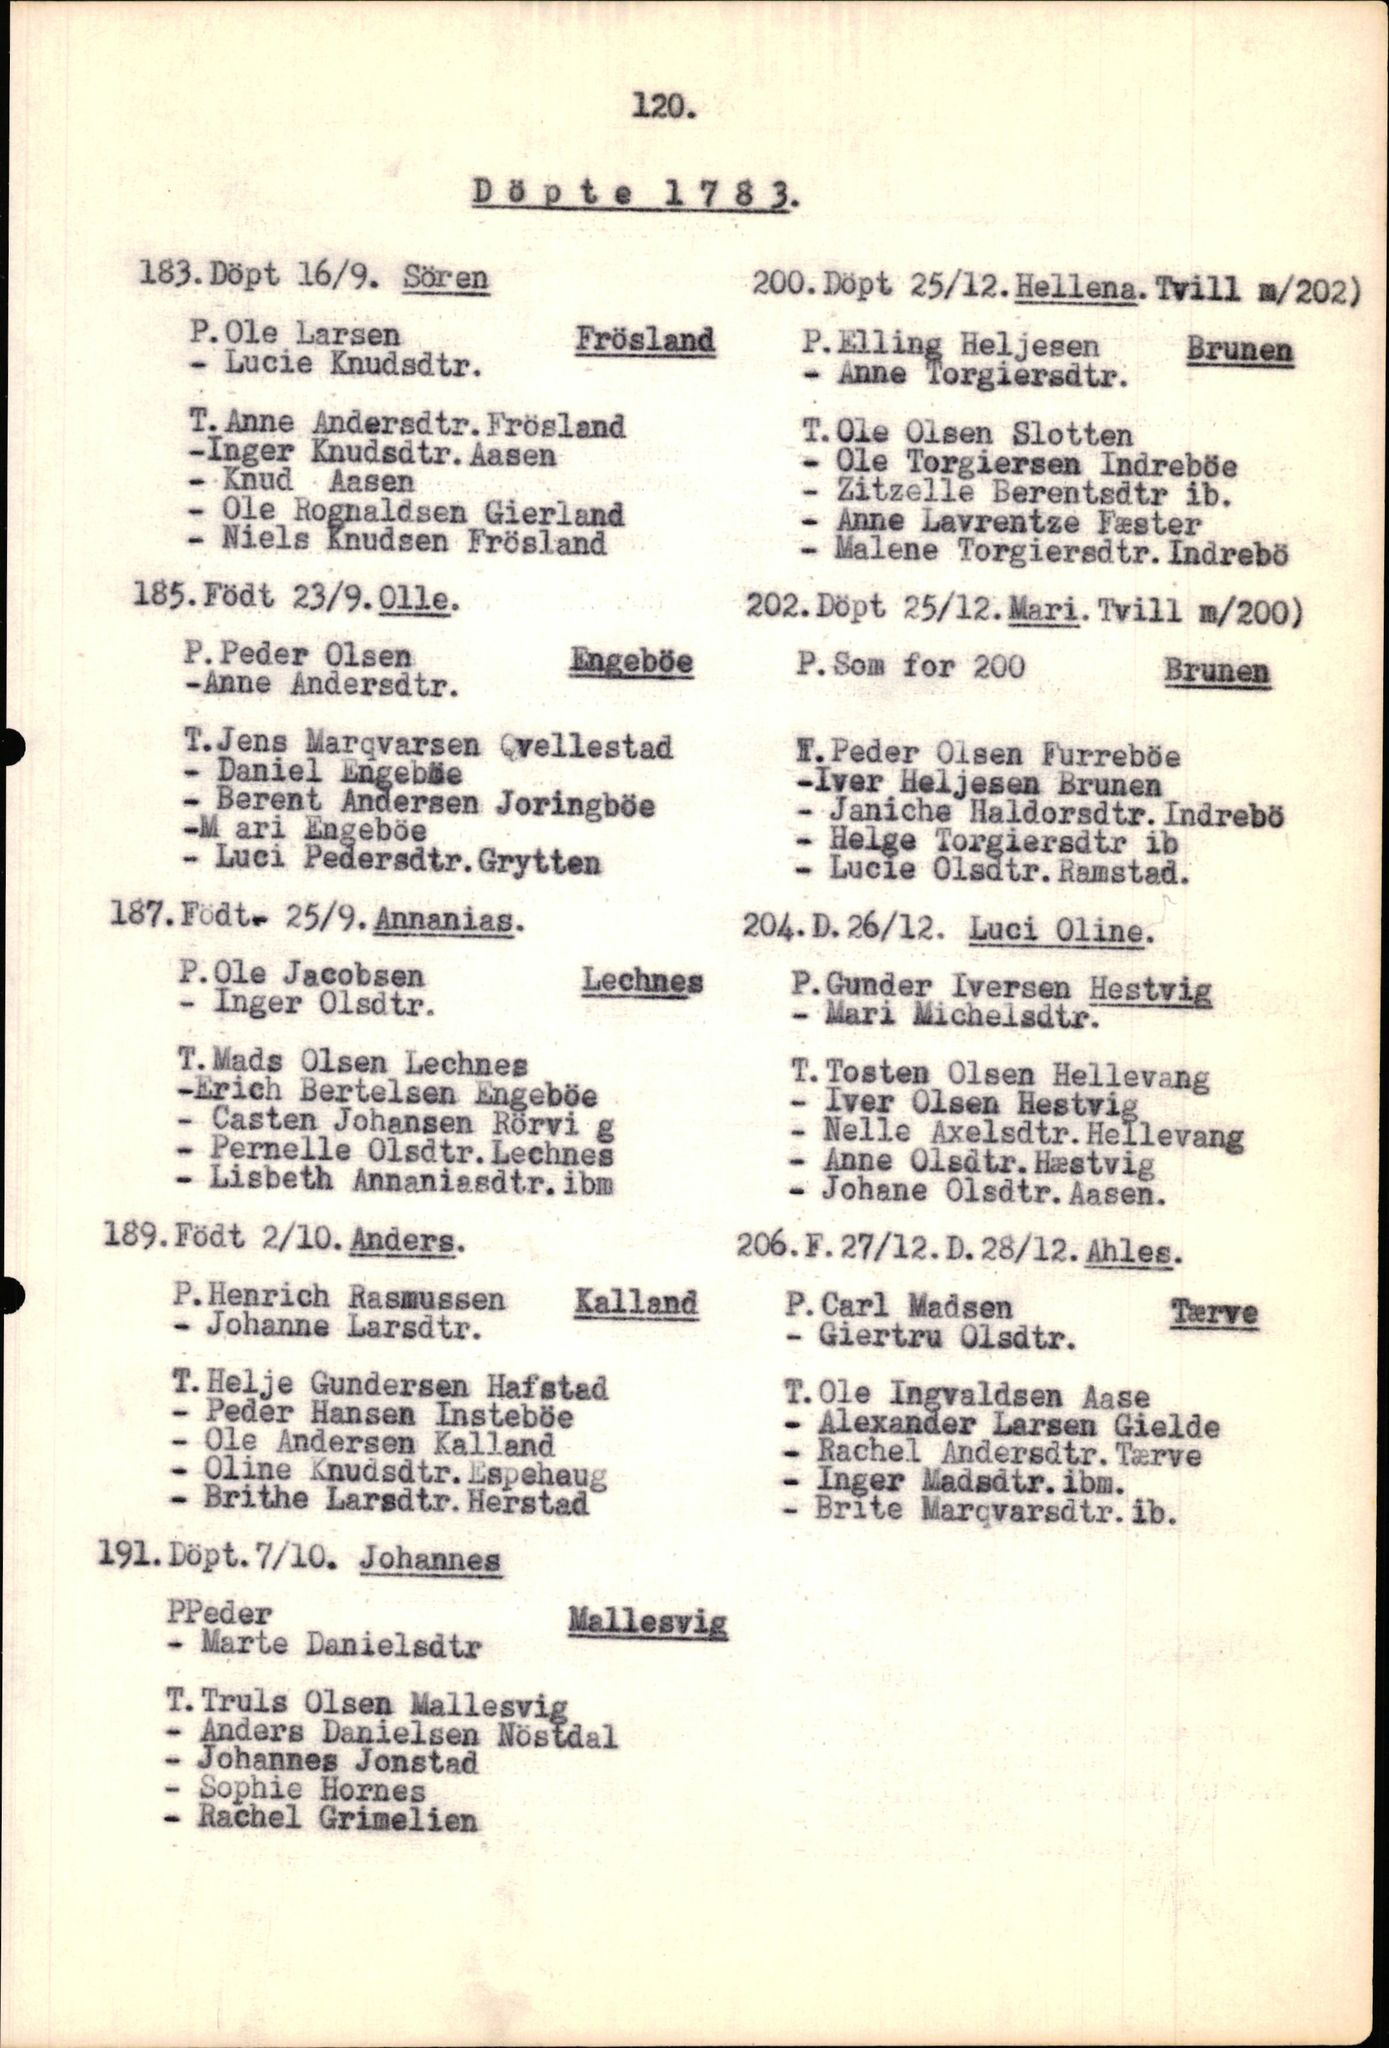 120.
Döpte 1783.
183.Döpt 16/9. Sören
P.Ole Larsen Frösland
- Lucie Knudsdtr.
T.Anne Andersdtr.Frösland
-Inger Knudsdtr.Aasen
- Knud Aasen
- Ole Rognaldsen Gierland
- Niels Knudsen Frösland
185.Födt 23/9.Olle.
P.Peder Olsen Engeböe
-Anne Andersdtr.
T.Jens Marqvarsen Qvellestad
- Daniel Engeböe
- Berent Andersen Joringböe
-M ari Engeböe
- Luci Pedersdtr.Grytten
187.Födt- 25/9.Annanias.
P.Ole Jacobsen Lechnes
- Inger Olsdtr.
T.Mads Olsen Lechnes
-Erich Bertelsen Engeböe
- Casten Johansen Rörvi g
- Pernelle Olsdtr.Lechnes
- Lisbeth Annaniasdtr.ibm
189.Födt 2/10.Anders.
P.Henrich Rasmussen Kalland
- Johanne Larsdtr.
T.Helje Gundersen Hafstad
- Peder Hansen Insteböe
- Ole Andersen Kalland
- Oline Knudsdtr.Espehaug
- Brithe Larsdtr.Herstad
191.Döpt.7/10. Johannes
PPeder Mallesvig
- Marte Danielsdtr
T.Truls Olsen Mallesvig
- Anders Danielsen Nöstdal
- Johannes Jonstad
- Sophie Hornes
- Rachel Grimelien
200.Döpt 25/12.Hellena.Tvill m/202)
P.Elling Heljesen Brunen
- Anne Torgiersdtr.
T.Ole Olsen Slotten
- Ole Torgiersen Indreböe
- Zitzelle Berentsdtr ib.
- Anne Lavrentze Fæster
- Malene Torgiersdtr.Indrebö
202.Döpt 25/12.Mari.Tvill m/200)
P.Som for 200 Brunen
T.Peder Olsen Furreböe
-Iver Heljesen Brunen
- Janiche Haldorsdtr.Indrebö
- Helge Torgiersdtr ib
- Lucie Olsdtr.Ramstad.
204.D.26/12. Luci Oline.
P.Gunder Iversen Hestvig
- Mari Michelsdtr.
T.Tosten Olsen Hellevang
- Iver Olsen Hestvig
- Nelle Axelsdtr.Hellevang
- Anne Olsdtr.Hæstvig
- Johane Olsdtr.Aasen.
206.F.27/12.D.28/12.Ahles.
P.Carl Madsen Tærve
- Giertru Olsdtr.
T.Ole Ingvaldsen Aase
- Alexander Larsen Gielde
- Rachel Andersdtr.Tærve
- Inger Madsdtr.ibm.
- Brite Marqvarsdtr.ib.